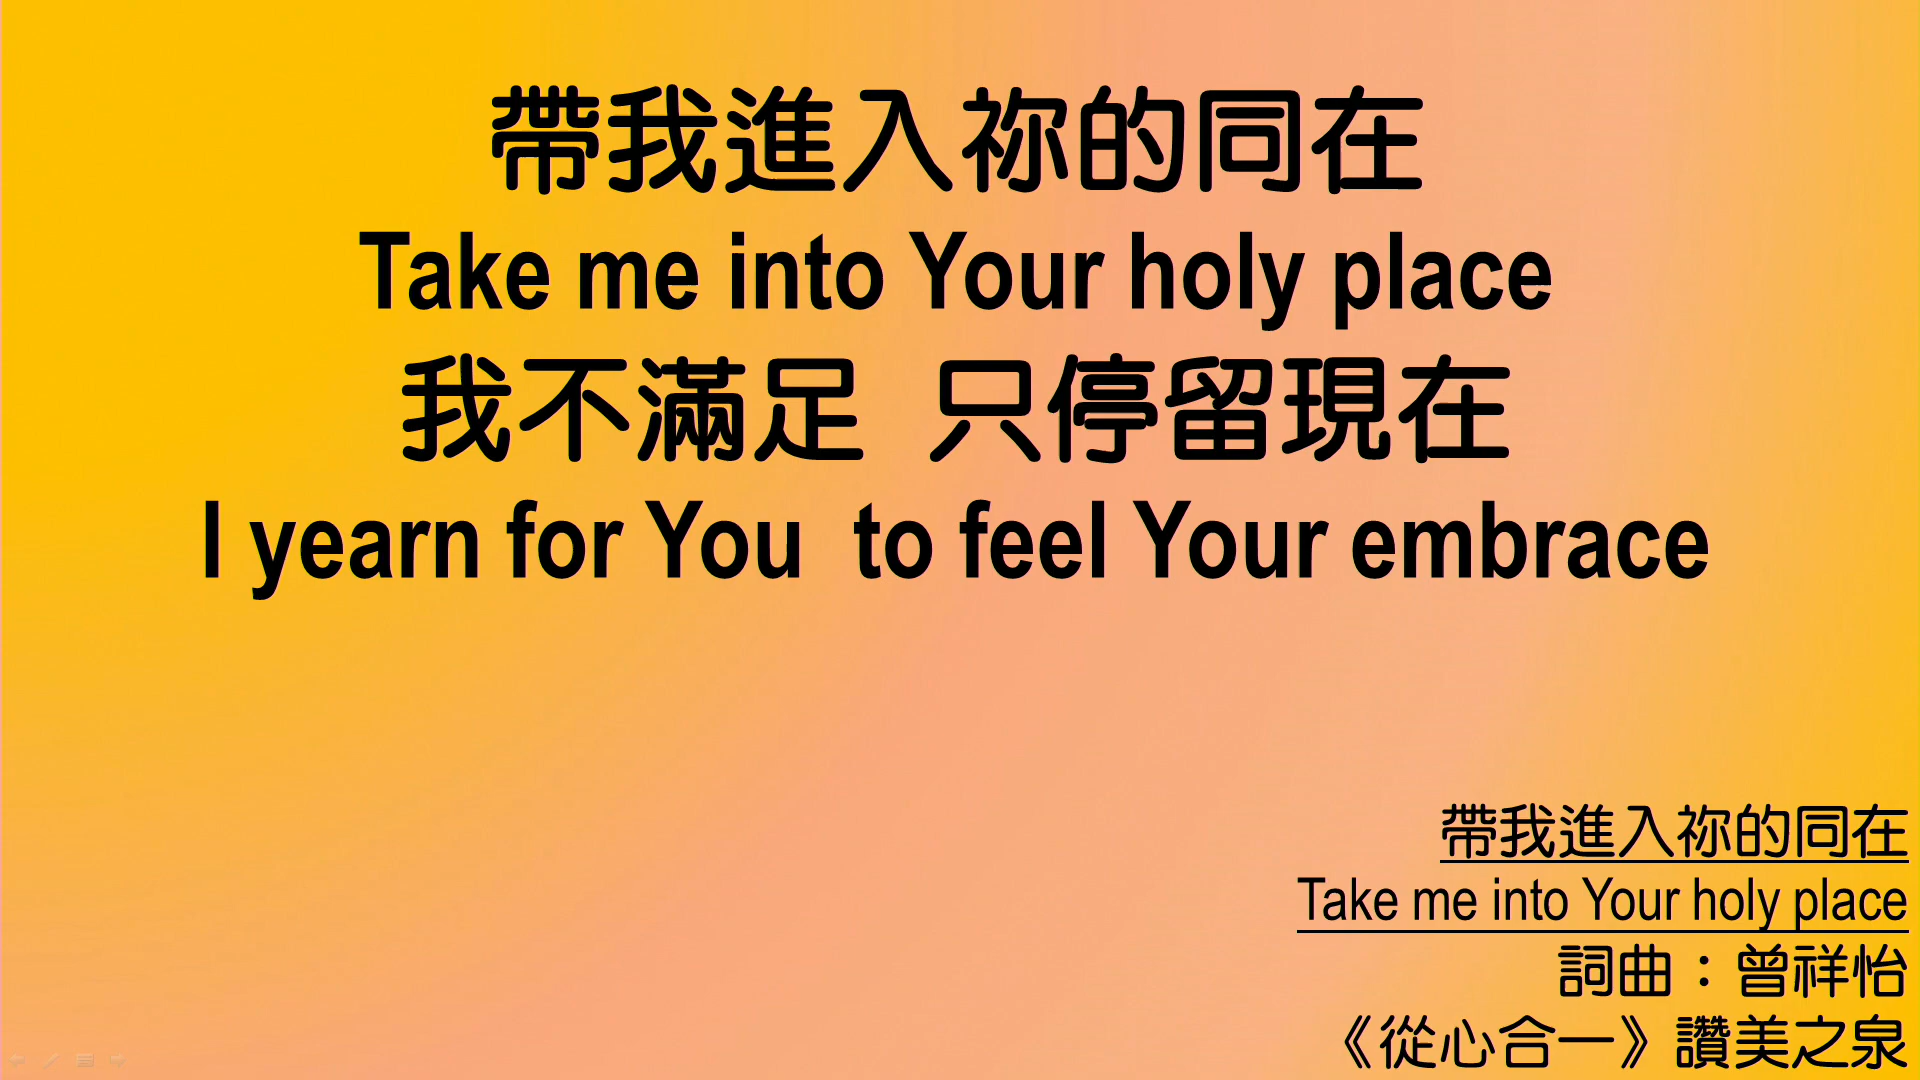 帶我進入祢的同在
Take me into Your holy place
我不滿足 只停留現在
I yearn for You to feel Your embrace
帶我進入祢的同在
Take me into Your holy place
詞曲：曾祥怡
《從心合一》讚美之泉